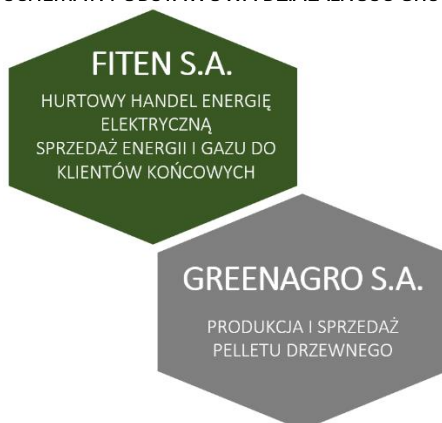 FITEN S.A.
HURTOWY HANDEL ENERGIĘ
ELEKTRYCZNĄ
SPRZEDAŻ ENERGII I GAZU DO
KLIENTÓW KOŃCOWYCH
GREENAGRO S.A.
PRODUKCJA I SPRZEDAŻ
PELLETU DRZEWNEGO